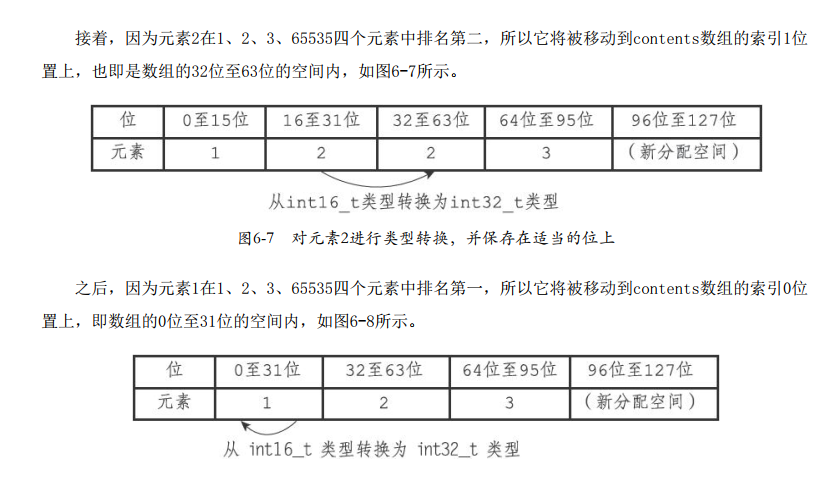 接着，因为元素2在1、2、3、65535四个元素中排名第二，所以它将被移动到contents数组的索引1位
置上，也即是数组的32位至63位的空间内，如图6-7所示。
位 0至15位 16至31位 32至63位 64位至95位 96位至127位
元素 1 2 2 3 （新分配空间）
从int16_t类型转换为int32_t类型
图6-7 对元素2进行类型转换，并保存在适当的位上
之后，因为元素1在1、2、3、65535四个元素中排名第一，所以它将被移动到contents数组的索引0位
置上，即数组的0位至31位的空间内，如图6-8所示。
位 0至31位 32至63位 64位至95位 96位至127位
元素 1 2 3 （新分配空间）
从 int16_t 类型转换为 int32_t 类型